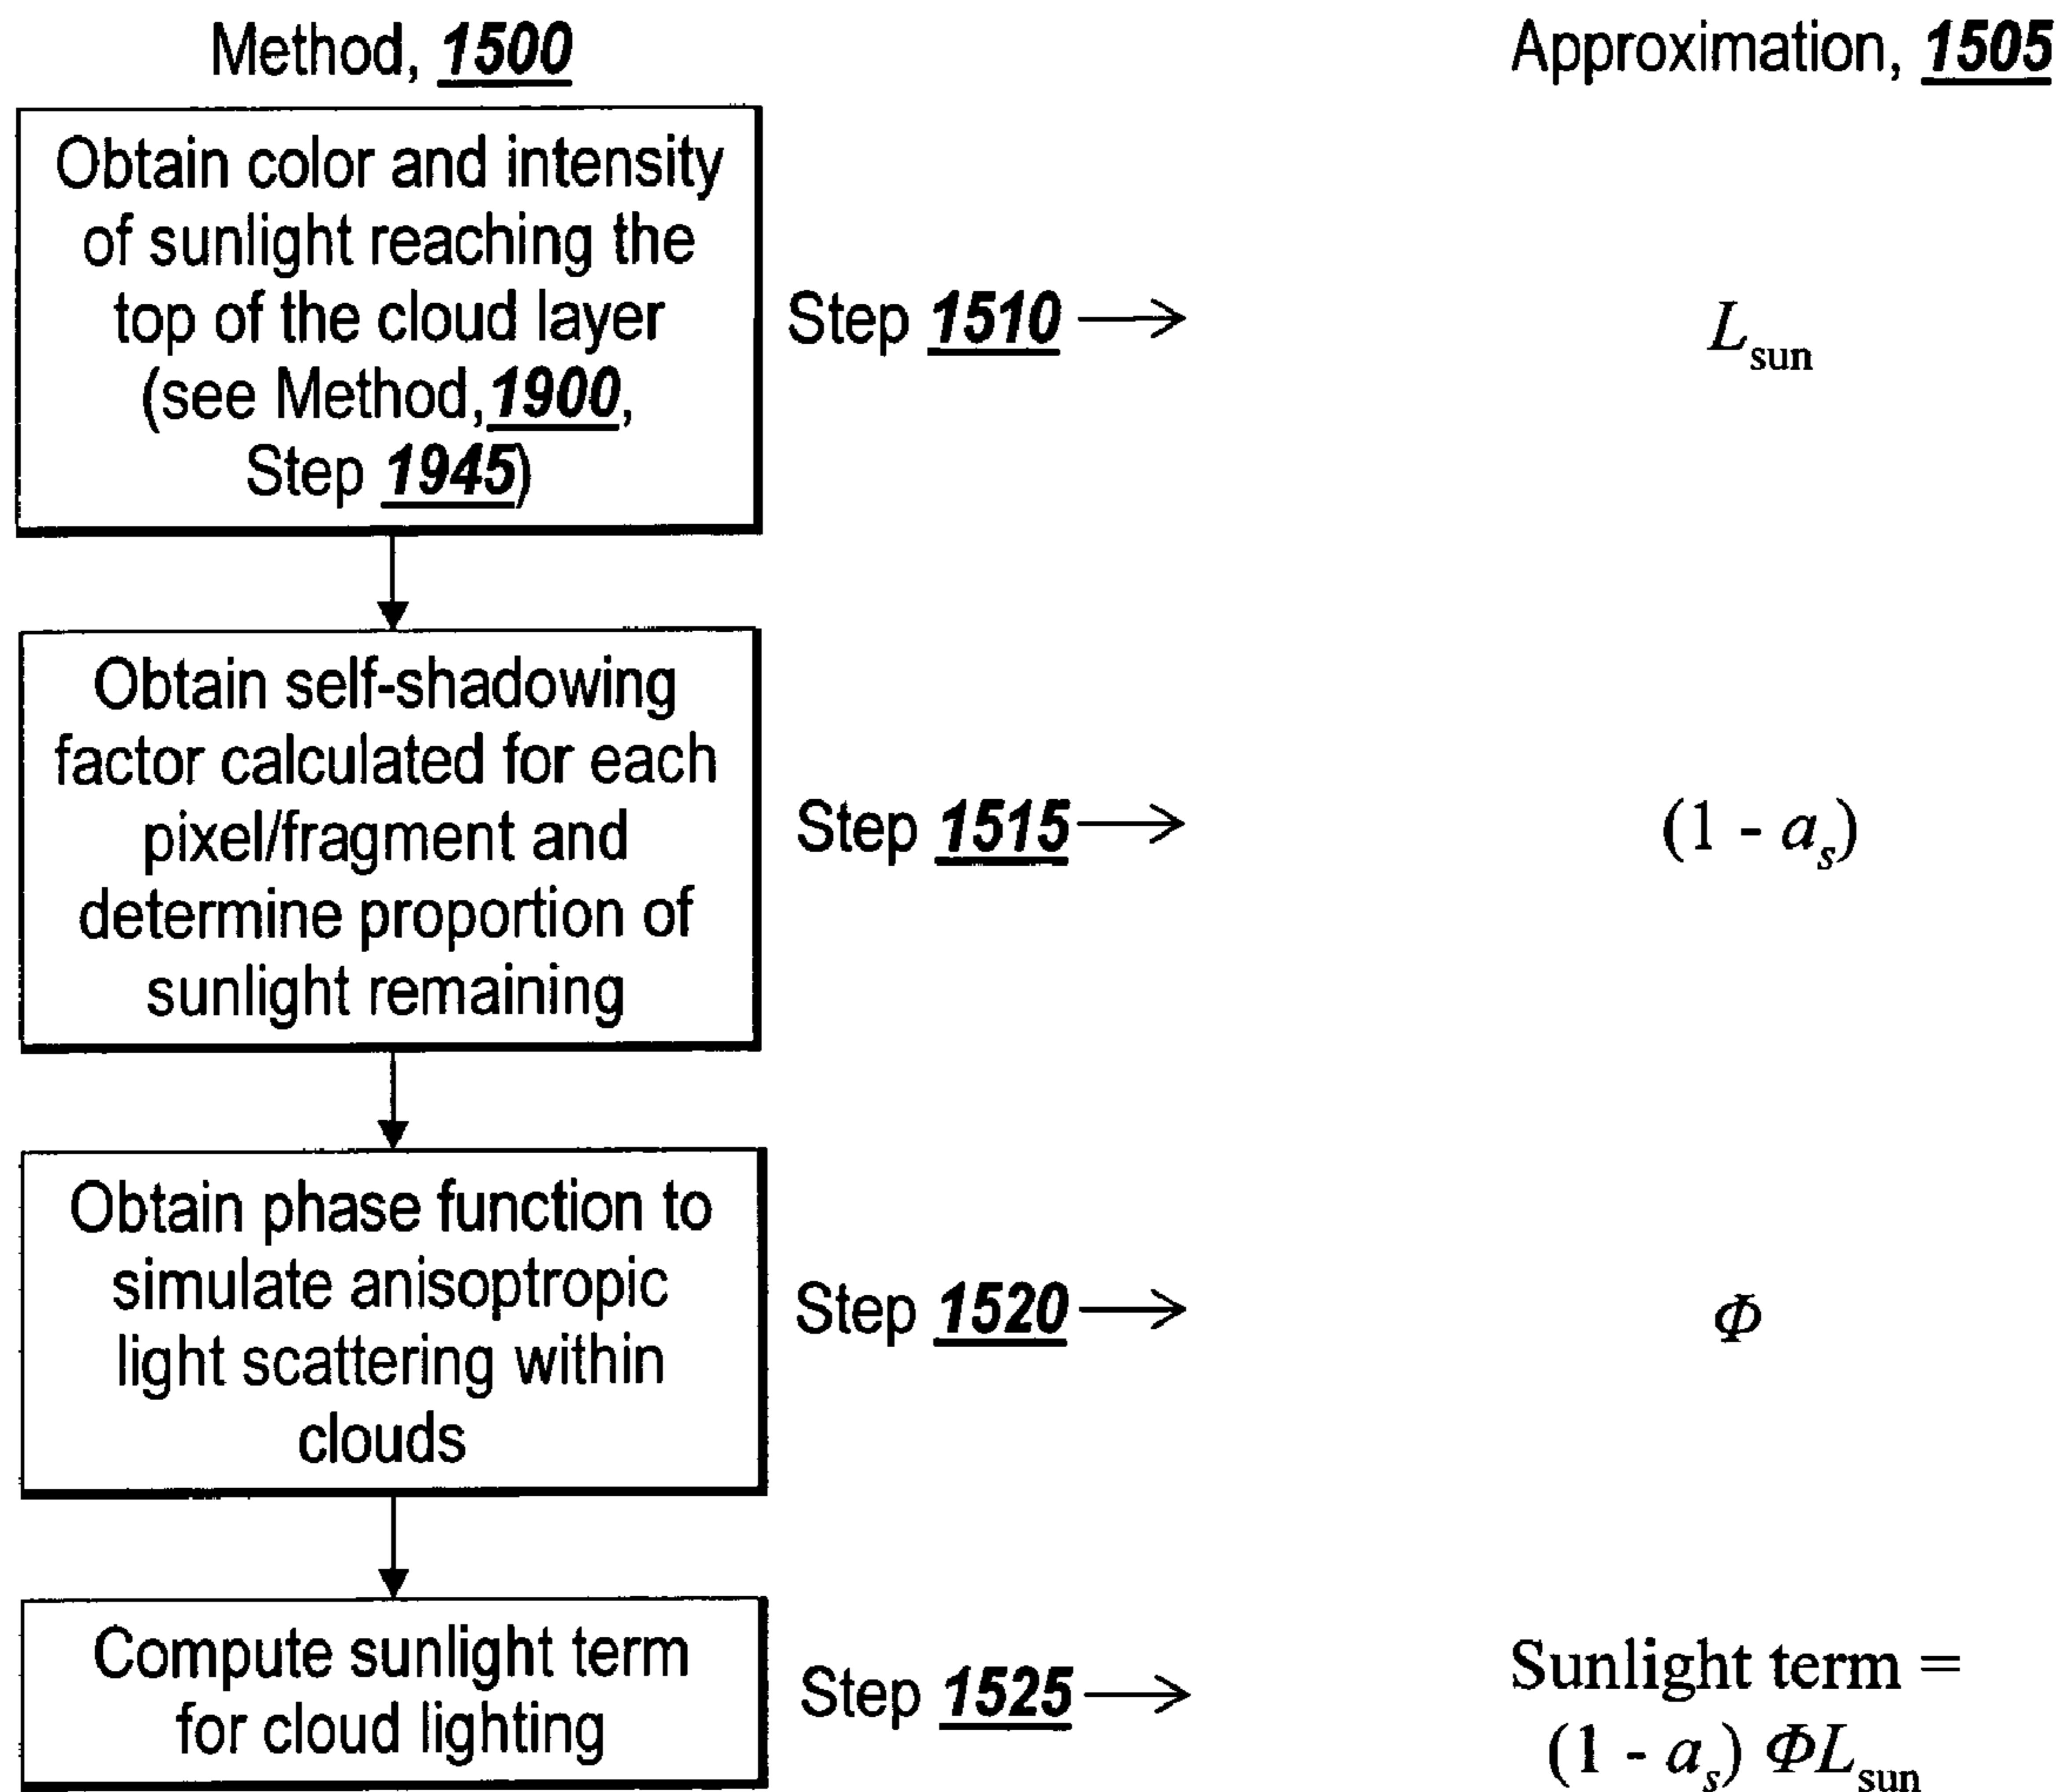 Method, 1500
Approximation, 1505
Obtain color and intensity
of sunlight reaching the
top of the cloud layer
(see Method, 1900,
Step 1945)
Step 1510 →
L_sun
Obtain self-shadowing
factor calculated for each
pixel/fragment and
determine proportion of
sunlight remaining
Step 1515 →
(1 - a_s)
Obtain phase function to
simulate anisoptropic
light scattering within
clouds
Step 1520 →
Φ
Compute sunlight term
for cloud lighting
Step 1525 →
Sunlight term =
(1 - a_s) ΦL_sun